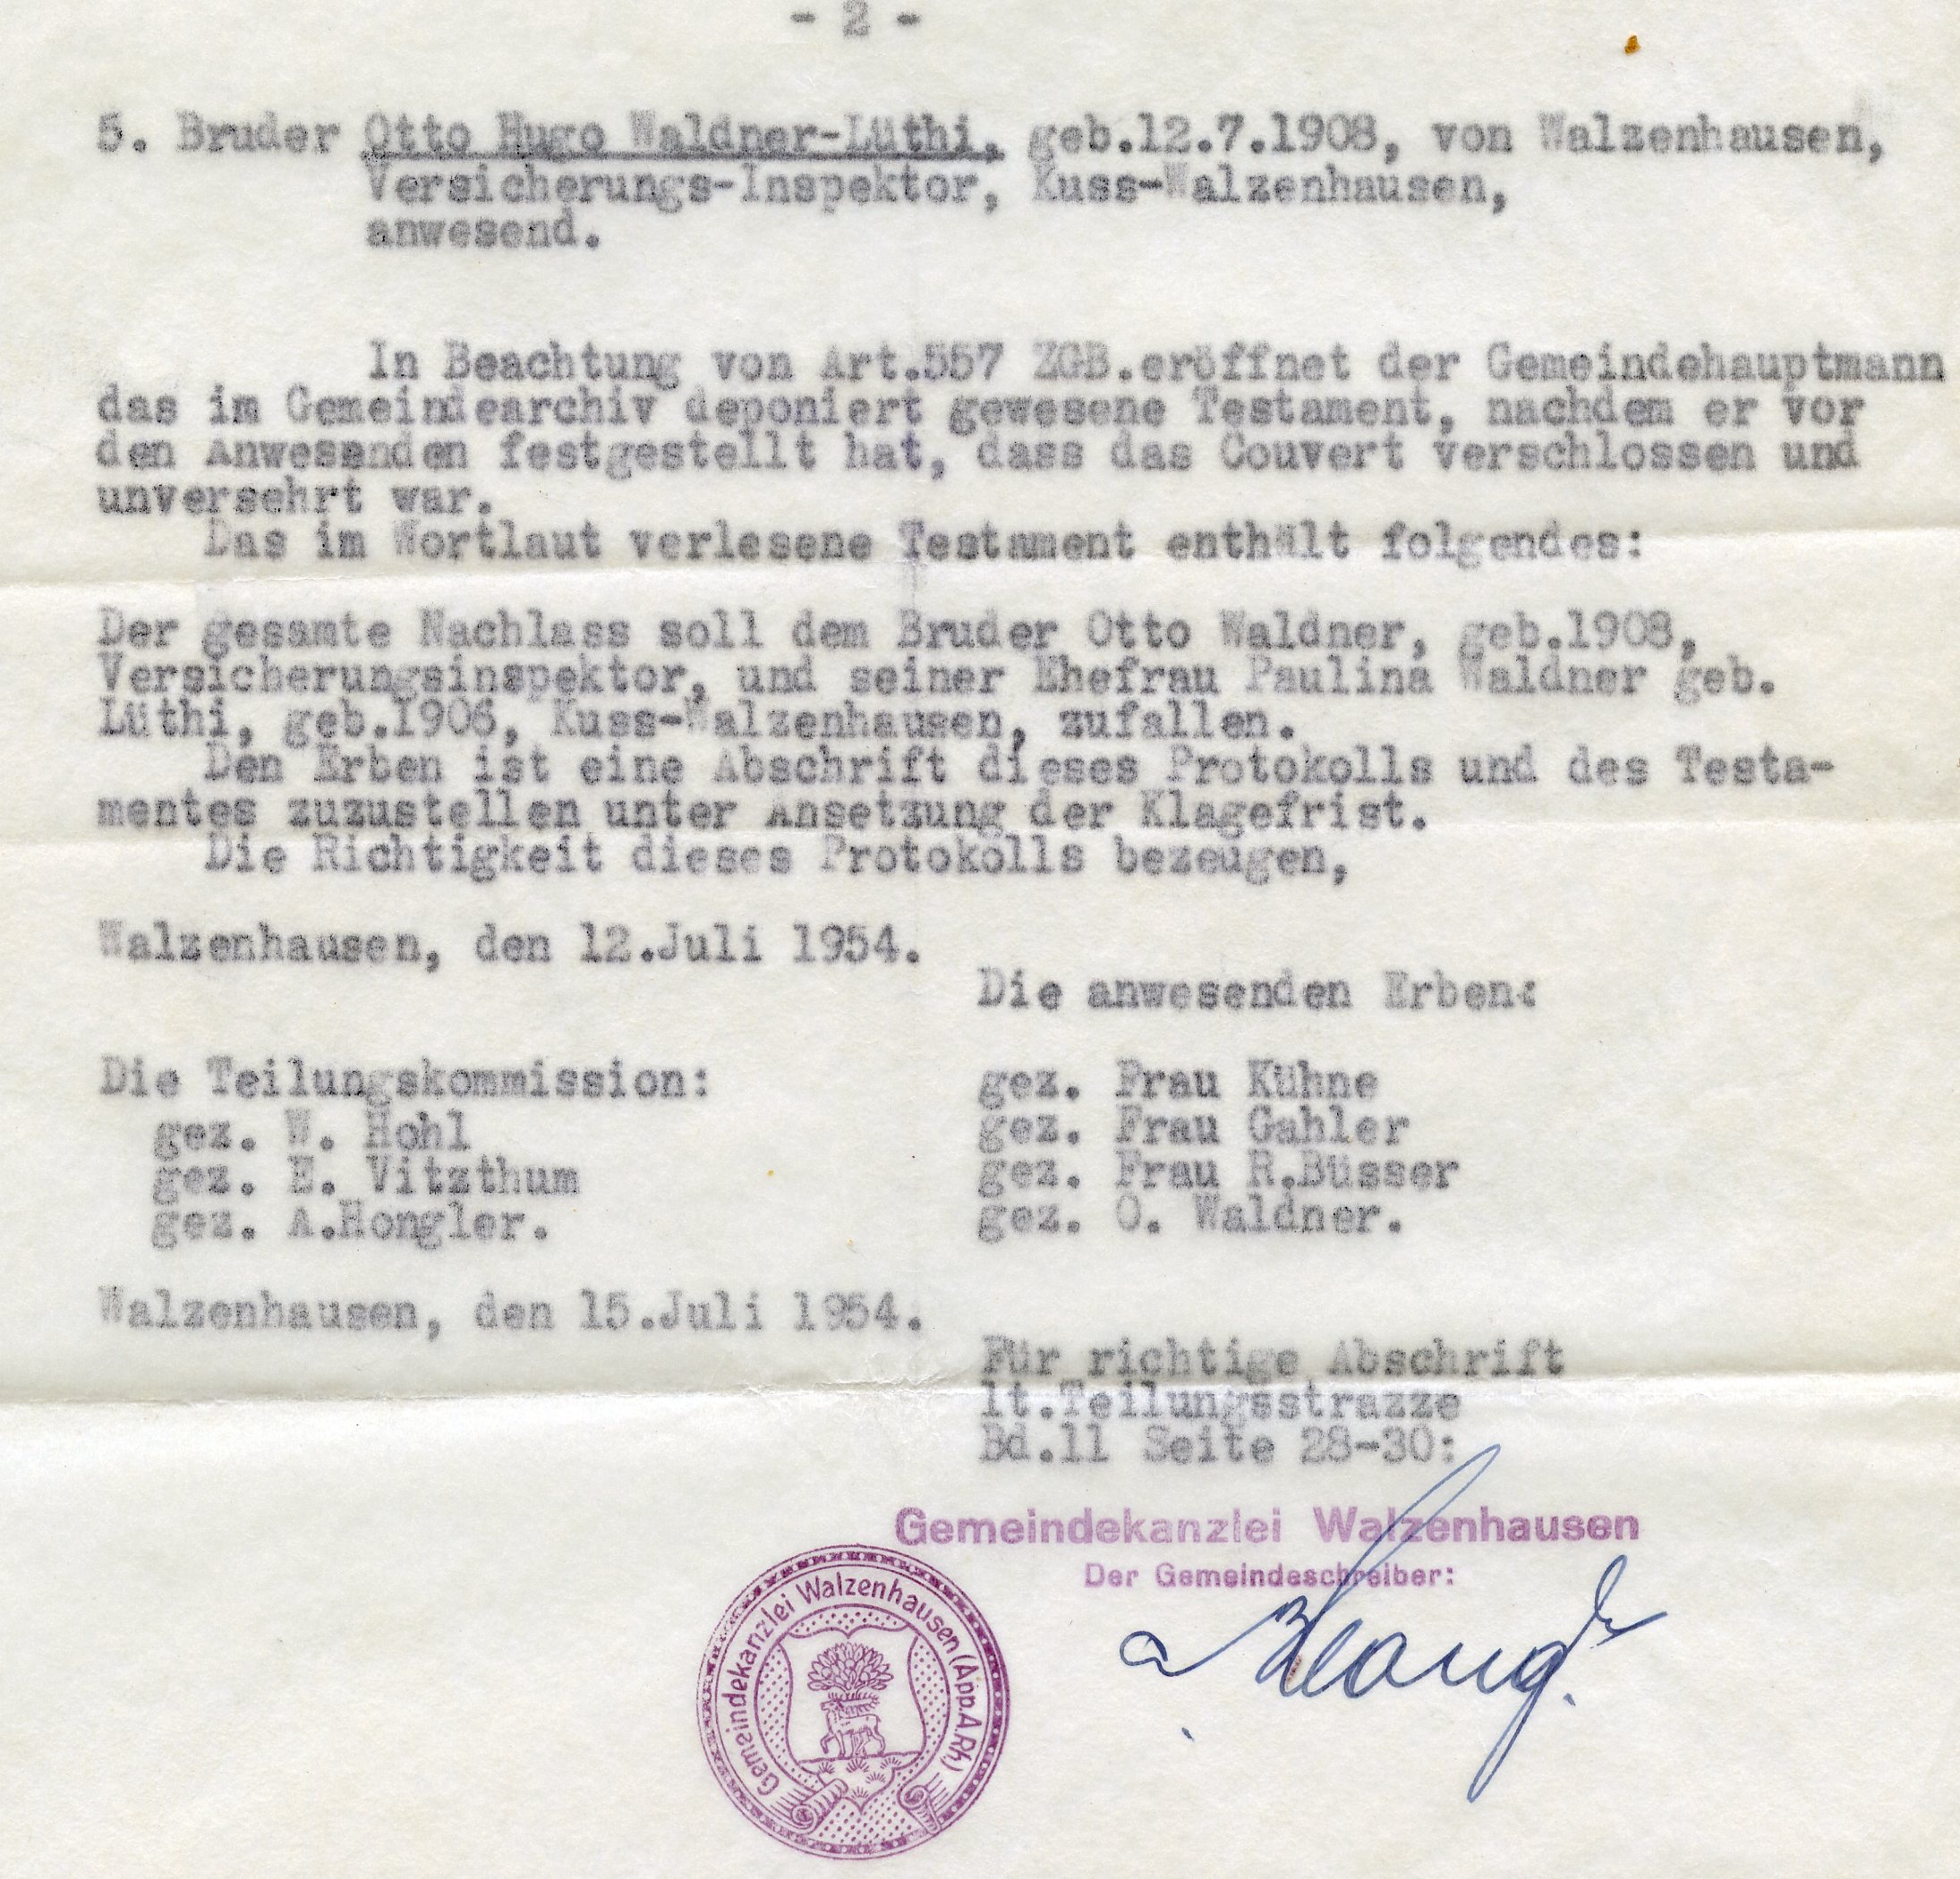 - 2 -
5. Bruder Otto Hugo Waldner-Lüthi, geb.12.7.1908, von Walzenhausen,
Versicherungs-Inspektor, Kuss-Walzenhausen,
anwesend.
In Beachtung von Art.557 ZGB.eröffnet der Gemeindehauptmann
das im Gemeindearchiv deponiert gewesene Testament, nachdem er vor
den Anwesenden festgestellt hat, dass das Couvert verschlossen und
unversehrt war.
Das im Wortlaut verlesene Testament enthält folgendes:
Der gesamte Nachlass soll dem Bruder Otto Waldner, geb.1908,
Versicherungsinspektor, und seiner Ehefrau Paulina Waldner geb.
Lüthi, geb.1906, Kuss-Walzenhausen, zufallen.
Den Erben ist eine Abschrift dieses Protokolls und des Testa-
mentes zuzustellen unter Ansetzung der Klagefrist.
Die Richtigkeit dieses Protokolls bezeugen,
Walzenhausen, den 12.Juli 1954.
Die anwesenden Erben:
Die Teilungskommission:
gez. W. Hohl
gez. E. Vitzthum
gez. A.Hongler.
gez. Frau Kühne
gez. Frau Gahler
gez. Frau R.Büsser
gez. O. Waldner.
Walzenhausen, den 15.Juli 1954.
Für richtige Abschrift
lt.Teilungsstrazze
Bd.11 Seite 28-30:
Gemeindekanzlei Walzenhausen
Der Gemeindeschreiber:
Gemeindekanzlei Walzenhausen (App.A.Rh.)